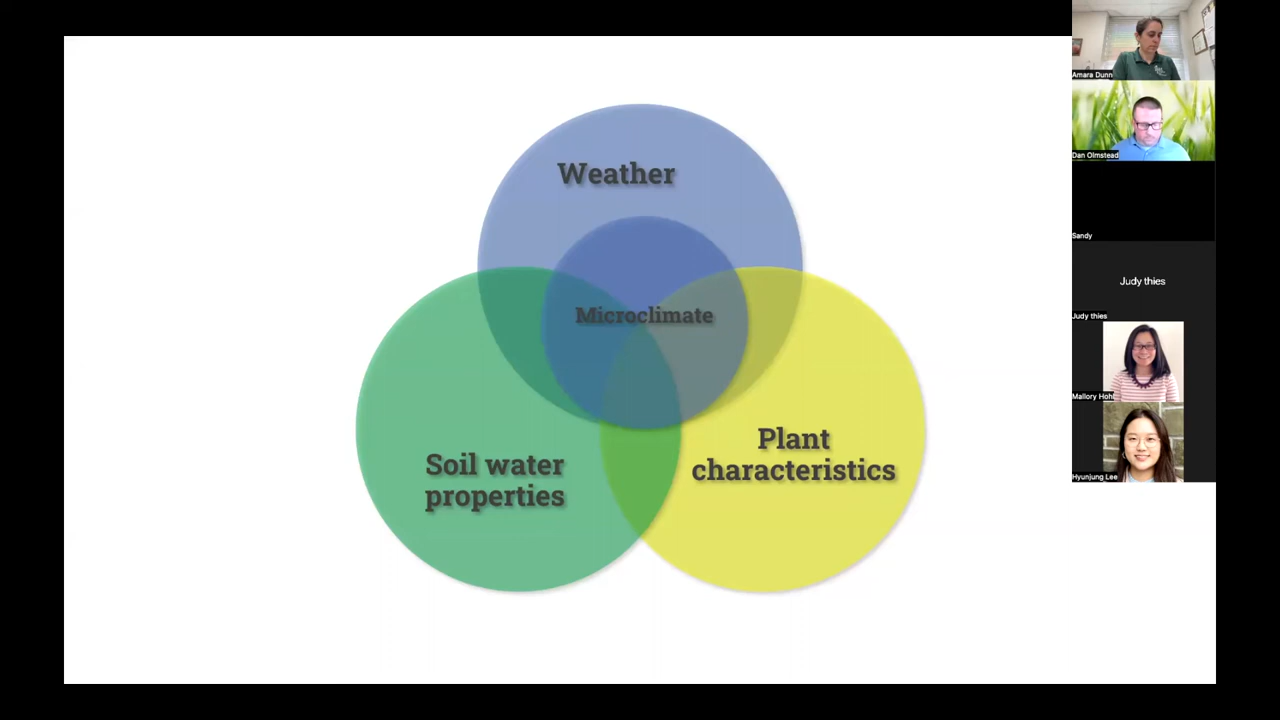 Weather
Microclimate
Soil water
properties
Plant
characteristics
Amara Dunn
Dan Olmstead
Sandy
Judy thies
Judy thies
Mallory Hohl
Hyunjung Lee